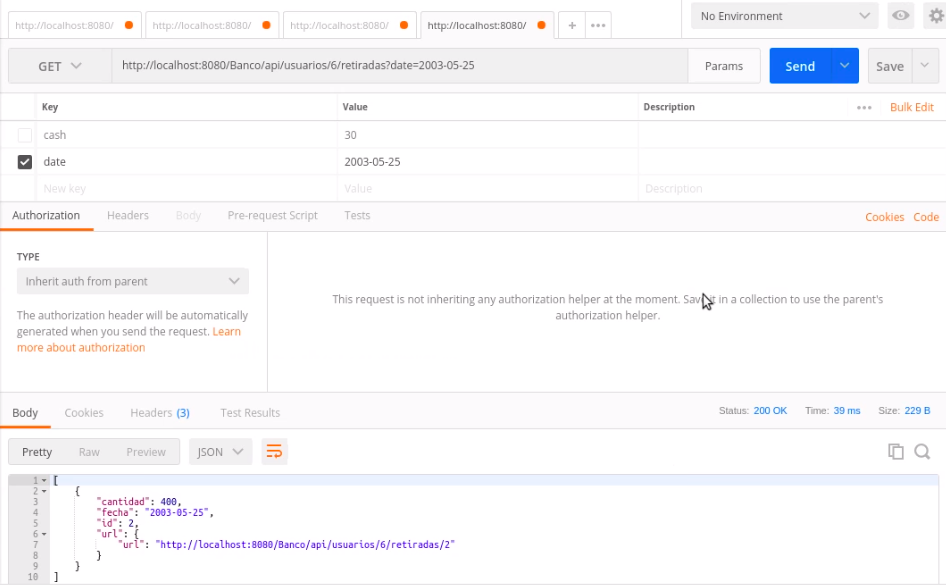 http://localhost:8080/ http://localhost:8080/ http://localhost:8080/ http://localhost:8080/ + ••• No Environment
GET http://localhost:8080/Banco/api/usuarios/6/retiradas?date=2003-05-25 Params Send Save
Key Value Description ••• Bulk Edit
cash 30
date 2003-05-25
New key Value Description
Authorization Headers Body Pre-request Script Tests Cookies Code
TYPE
Inherit auth from parent
The authorization header will be automatically
generated when you send the request. Learn
more about authorization
This request is not inheriting any authorization helper at the moment. Save it in a collection to use the parent's
authorization helper.
Body Cookies Headers (3) Test Results Status: 200 OK Time: 39 ms Size: 229 B
Pretty Raw Preview JSON
1 [
2 {
3 "cantidad": 400,
4 "fecha": "2003-05-25",
5 "id": 2,
6 "url": {
7 "url": "http://localhost:8080/Banco/api/usuarios/6/retiradas/2"
8 }
9 }
10 ]